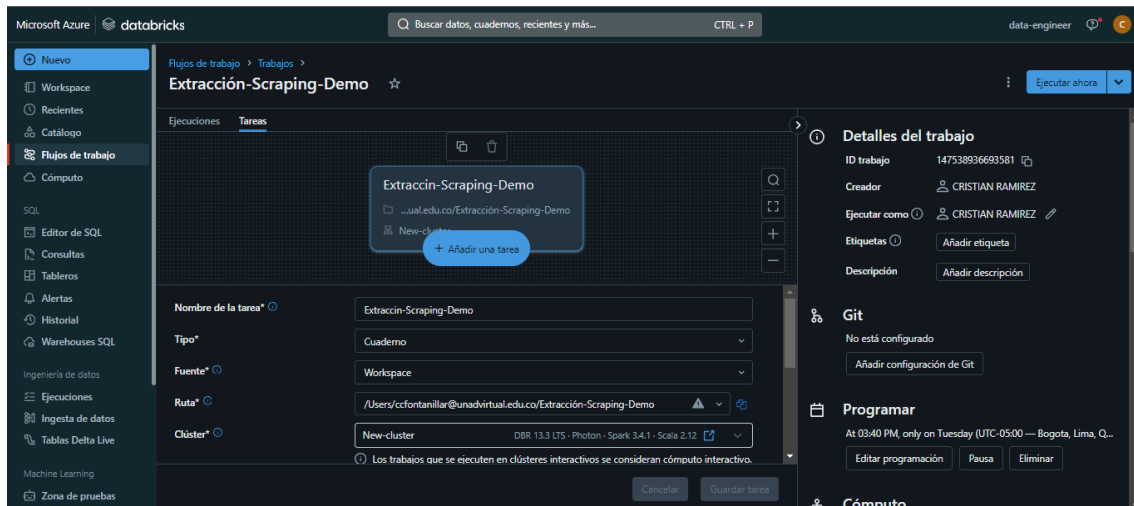 Microsoft Azure databricks
Buscar datos, cuadernos, recientes y más... CTRL + P
data-engineer
C
Nuevo
Workspace
Recientes
Catálogo
Flujos de trabajo
Cómputo
SQL
Editor de SQL
Consultas
Tableros
Alertas
Historial
Warehouses SQL
Ingeniería de datos
Ejecuciones
Ingesta de datos
Tablas Delta Live
Machine Learning
Zona de pruebas
Flujos de trabajo > Trabajos >
Extracción-Scraping-Demo
Ejecutar ahora
Ejecuciones Tareas
Extraccin-Scraping-Demo
...ual.edu.co/Extracción-Scraping-Demo
New-cluster
+ Añadir una tarea
Nombre de la tarea* Extraccin-Scraping-Demo
Tipo* Cuaderno
Fuente* Workspace
Ruta* /Users/ccfontanillar@unadvirtual.edu.co/Extracción-Scraping-Demo
Clúster* New-cluster DBR 13.3 LTS · Photon · Spark 3.4.1 · Scala 2.12
Los trabajos que se ejecuten en clústeres interactivos se consideran cómputo interactivo.
Cancelar Guardar tarea
Detalles del trabajo
ID trabajo 147538936693581
Creador CRISTIAN RAMIREZ
Ejecutar como CRISTIAN RAMIREZ
Etiquetas Añadir etiqueta
Descripción Añadir descripción
Git
No está configurado
Añadir configuración de Git
Programar
At 03:40 PM, only on Tuesday (UTC-05:00 — Bogota, Lima, Q...
Editar programación Pausa Eliminar
Cómputo